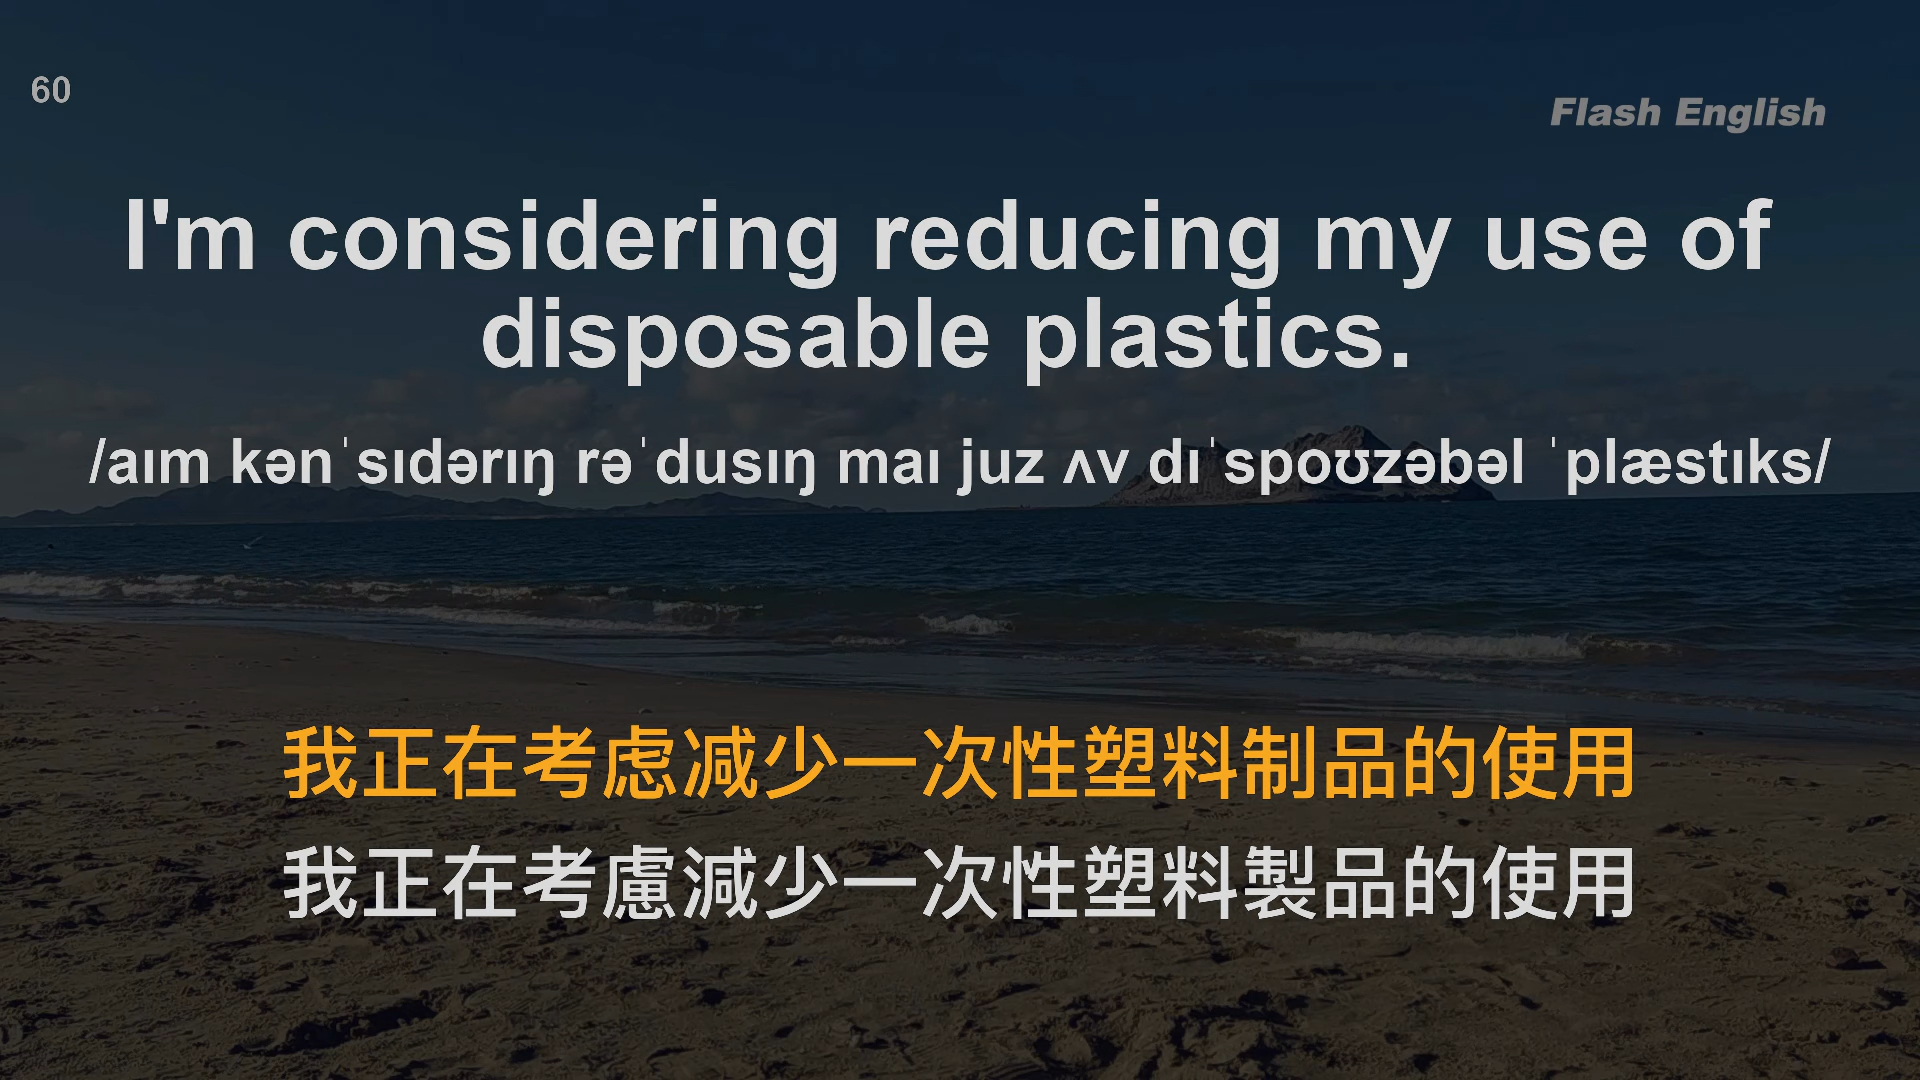 60
Flash English
I'm considering reducing my use of
disposable plastics.
/aɪm kənˈsɪdərɪŋ rəˈdusɪŋ maɪ juz ʌv dɪˈspoʊzəbəl ˈplæstɪks/
我正在考虑减少一次性塑料制品的使用
我正在考慮減少一次性塑料製品的使用